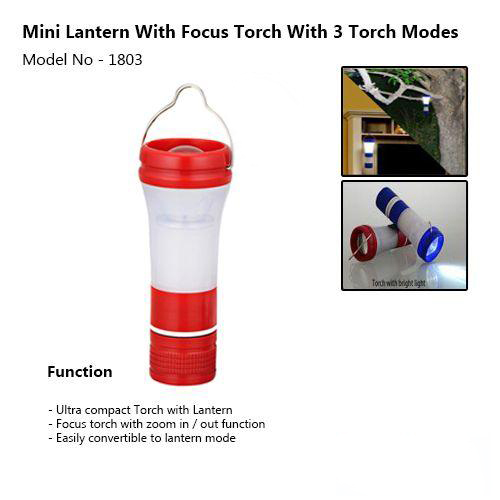 Mini Lantern With Focus Torch With 3 Torch Modes
Model No - 1803
Torch with bright light
Function
- Ultra compact Torch with Lantern
- Focus torch with zoom in / out function
- Easily convertible to lantern mode